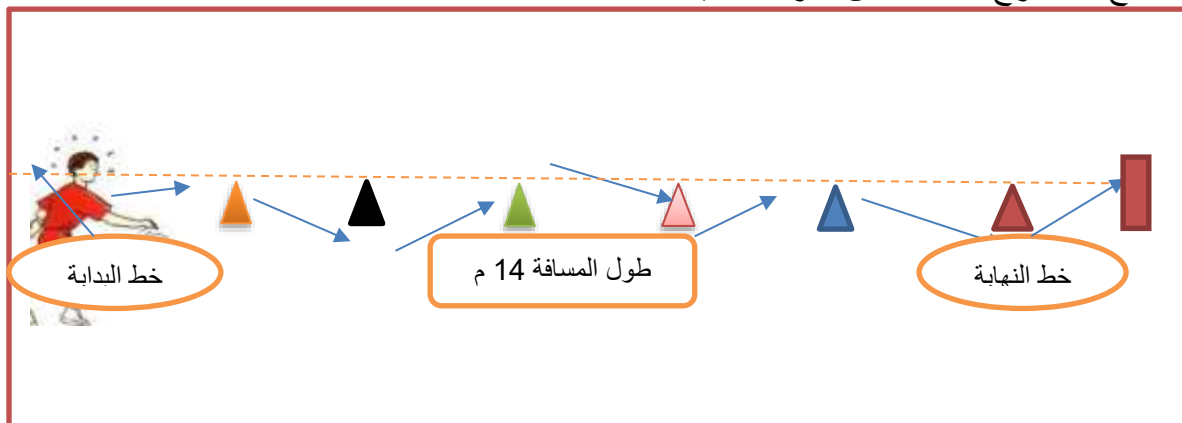 خط البداية
طول المسافة 14 م
خط النهاية